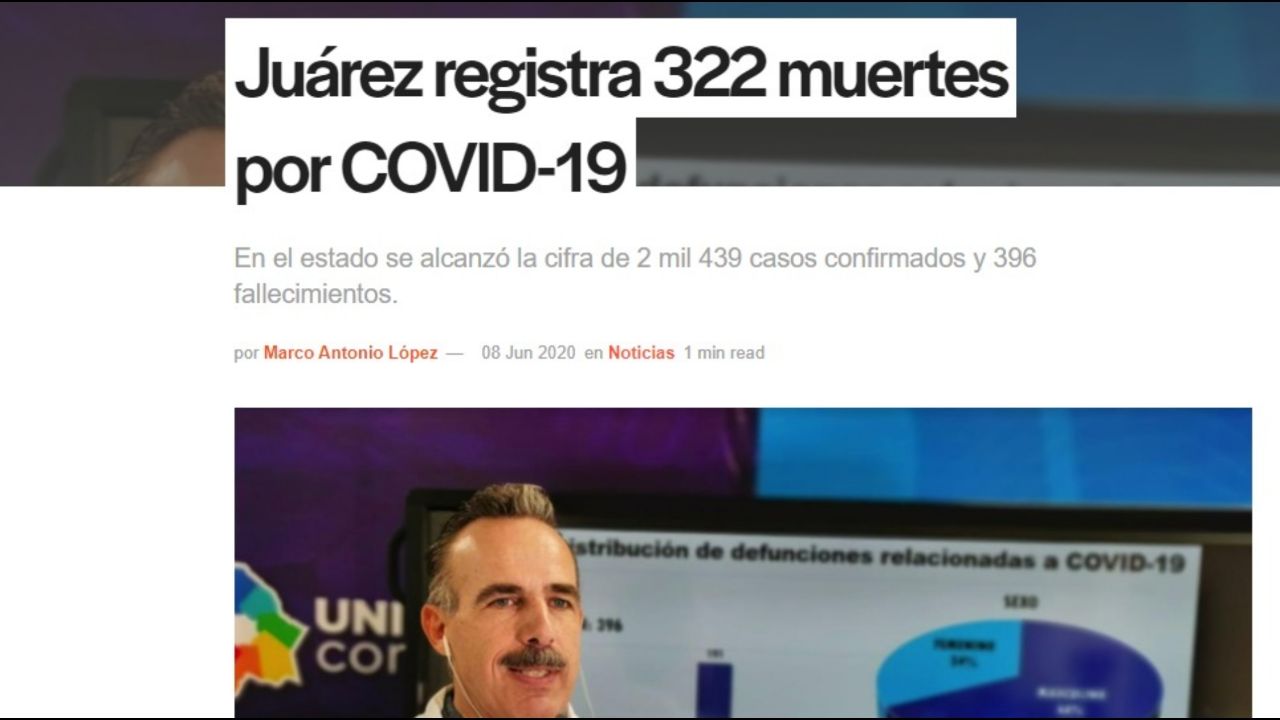 Juárez registra 322 muertes
por COVID-19
En el estado se alcanzó la cifra de 2 mil 439 casos confirmados y 396
fallecimientos.
por Marco Antonio López — 08 Jun 2020 en Noticias 1 min read
istribución de defunciones relacionadas a COVID-19
SEXO
UNI
cor
: 396
FEMENINO
34%
MASCULINO